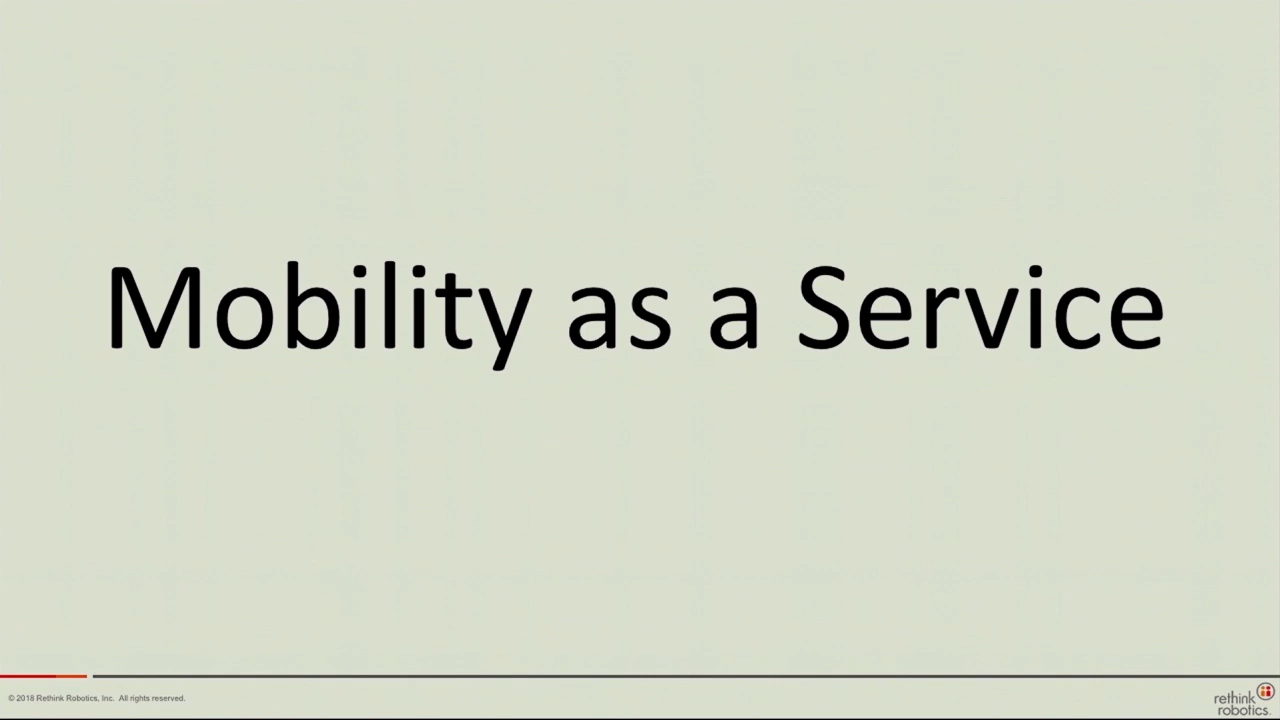 Mobility as a Service
© 2018 Rethink Robotics, Inc. All rights reserved.
rethink
robotics